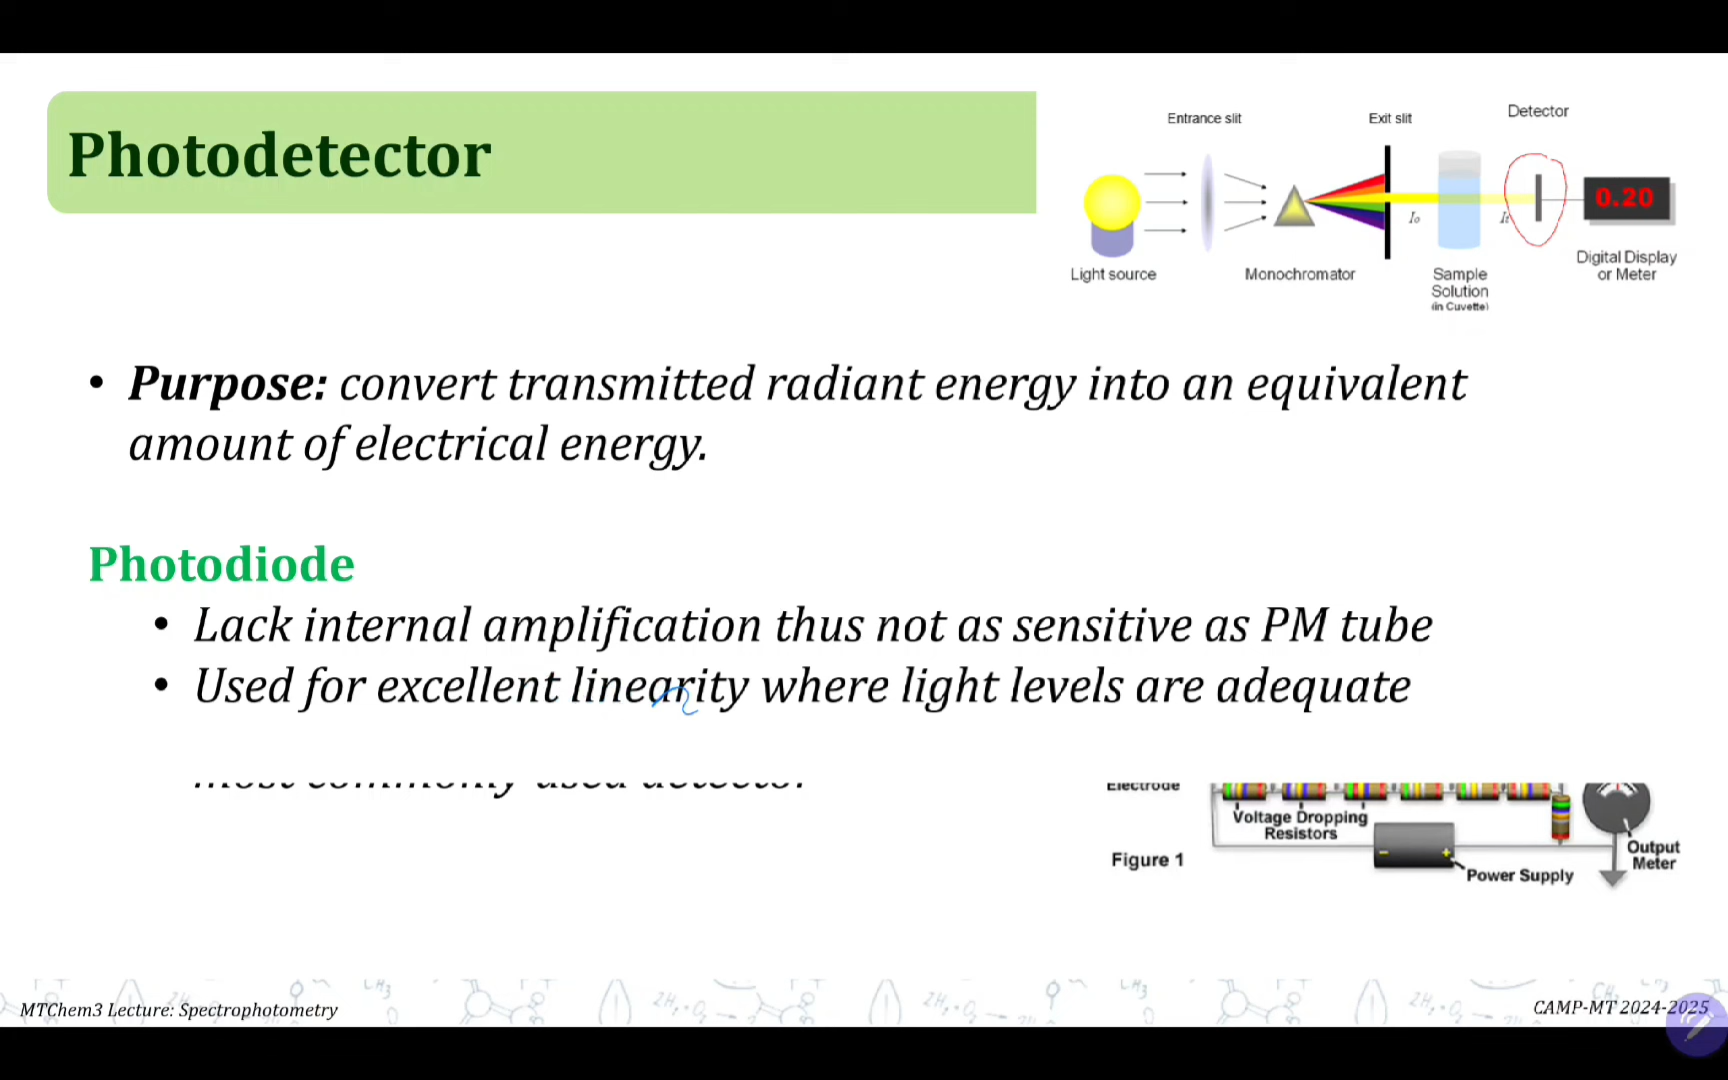 Photodetector
Entrance slit
Exit slit
Detector
0.20
Io
It
Light source
Monochromator
Sample
Solution
(in Cuvette)
Digital Display
or Meter
• Purpose: convert transmitted radiant energy into an equivalent
amount of electrical energy.
Photodiode
• Lack internal amplification thus not as sensitive as PM tube
• Used for excellent linearity where light levels are adequate
most commonly used detector
Electrode
Voltage Dropping
Resistors
Figure 1
Power Supply
Output
Meter
MTChem3 Lecture: Spectrophotometry
CAMP-MT 2024-2025